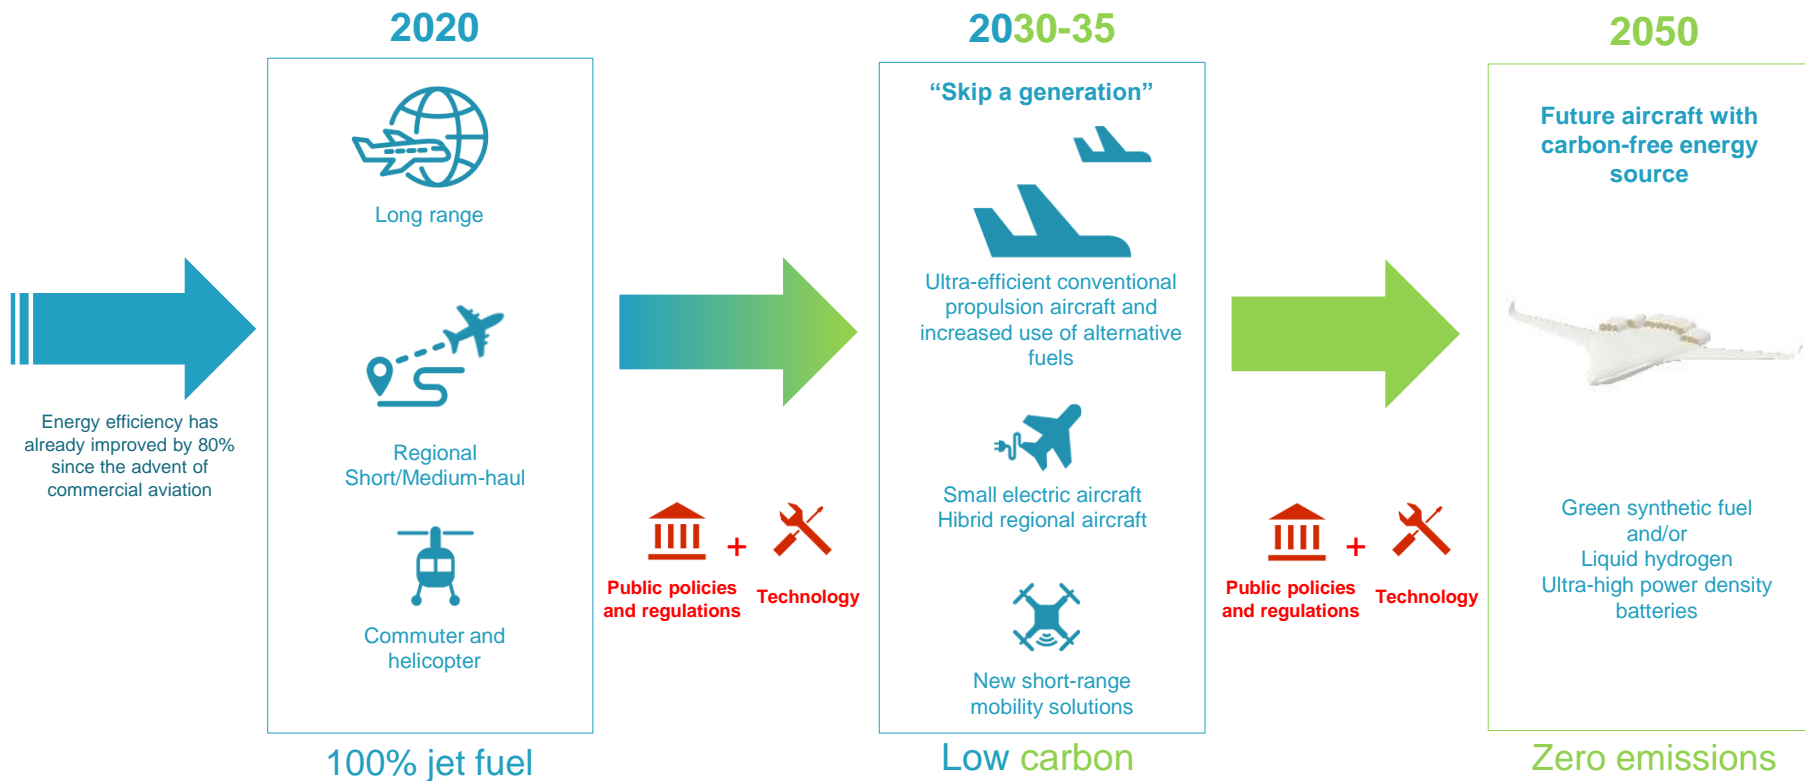 2020
Long range
Regional
Short/Medium-haul
Commuter and
helicopter
100% jet fuel
Energy efficiency has
already improved by 80%
since the advent of
commercial aviation
Public policies
and regulations
+
Technology
2030-35
“Skip a generation”
Ultra-efficient conventional
propulsion aircraft and
increased use of alternative
fuels
Small electric aircraft
Hibrid regional aircraft
New short-range
mobility solutions
Low carbon
Public policies
and regulations
+
Technology
2050
Future aircraft with
carbon-free energy
source
Green synthetic fuel
and/or
Liquid hydrogen
Ultra-high power density
batteries
Zero emissions